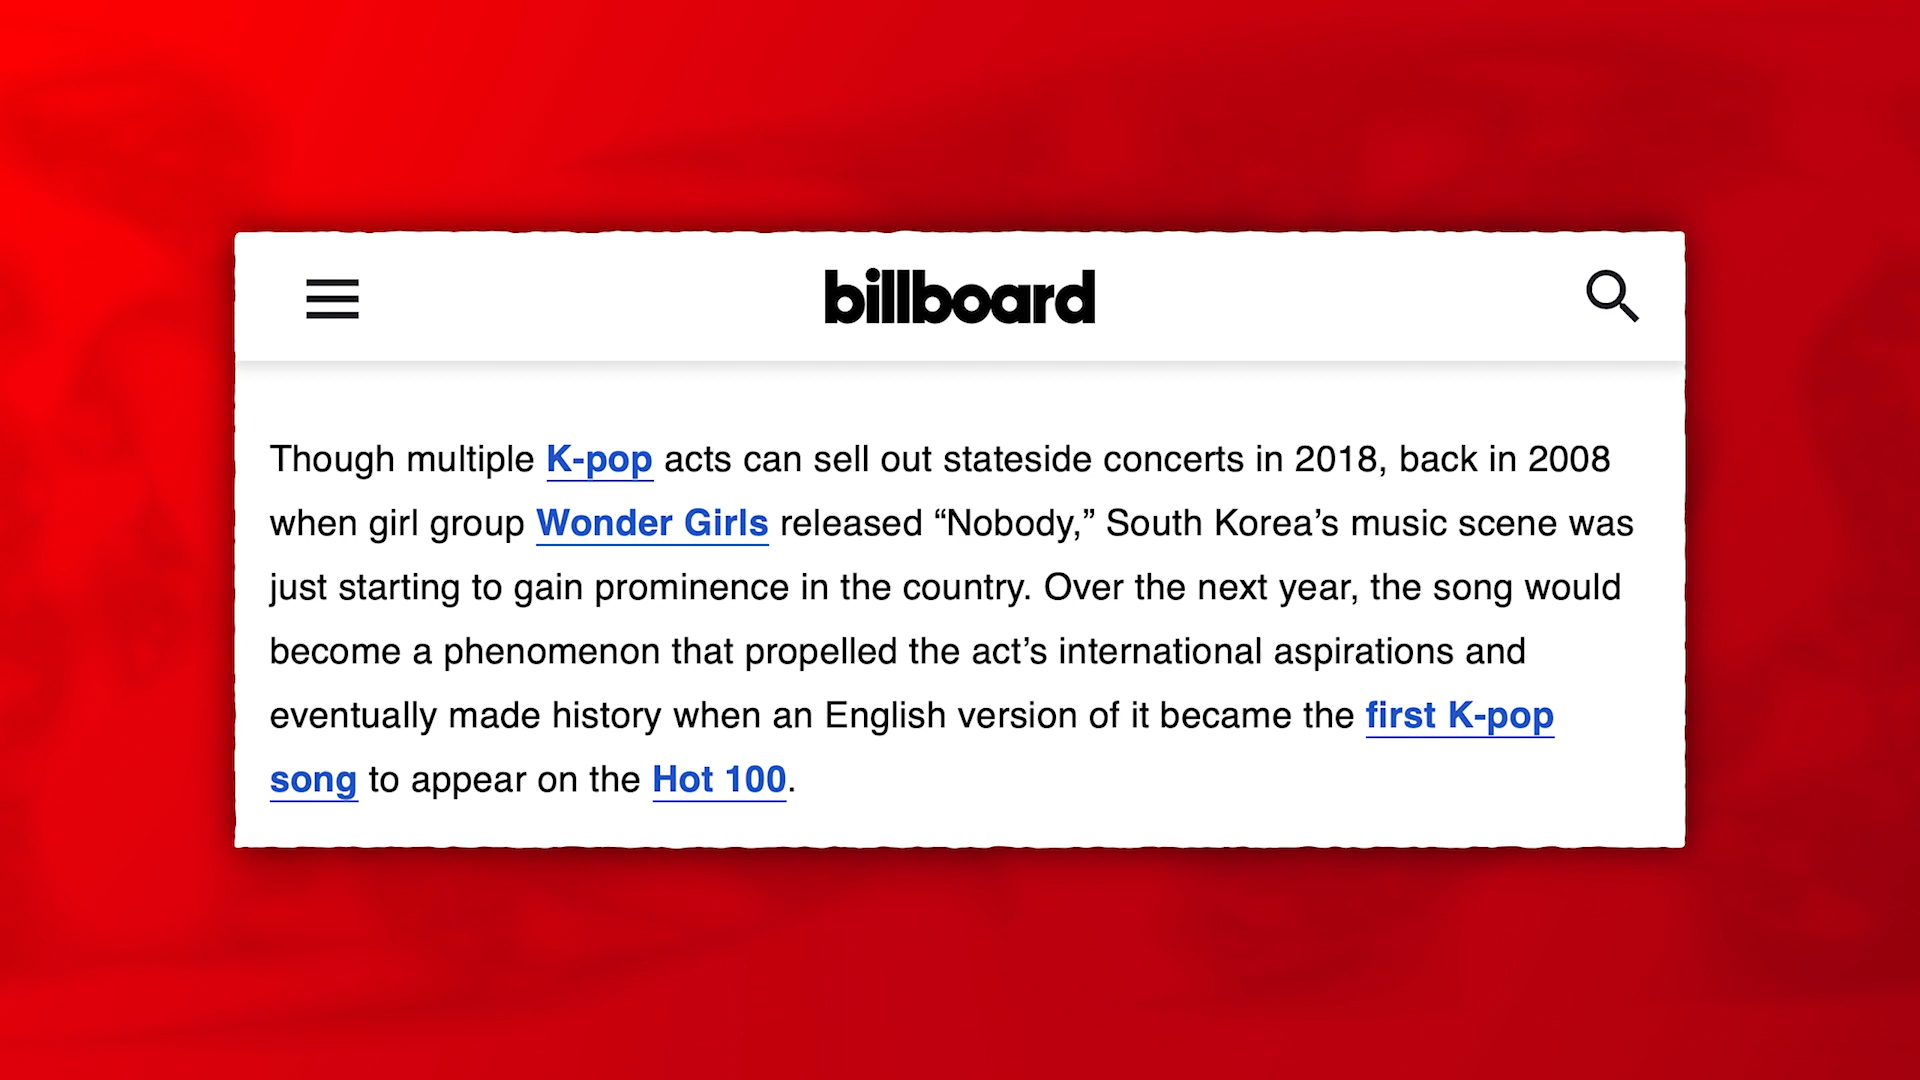 billboard
Though multiple K-pop acts can sell out stateside concerts in 2018, back in 2008
when girl group Wonder Girls released “Nobody,” South Korea’s music scene was
just starting to gain prominence in the country. Over the next year, the song would
become a phenomenon that propelled the act’s international aspirations and
eventually made history when an English version of it became the first K-pop
song to appear on the Hot 100.